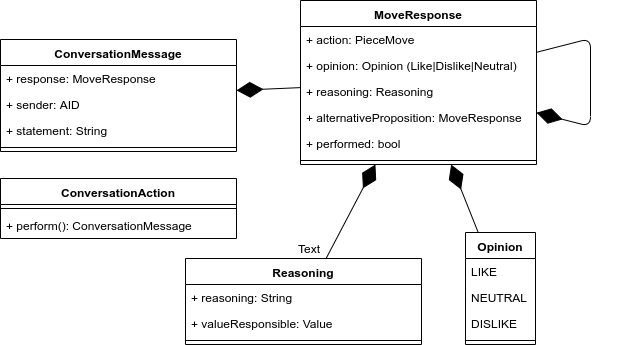 MoveResponse
+ action: PieceMove
+ opinion: Opinion (Like|Dislike|Neutral)
+ reasoning: Reasoning
+ alternativeProposition: MoveResponse
+ performed: bool
ConversationMessage
+ response: MoveResponse
+ sender: AID
+ statement: String
ConversationAction
+ perform(): ConversationMessage
Text
Reasoning
+ reasoning: String
+ valueResponsible: Value
Opinion
LIKE
NEUTRAL
DISLIKE